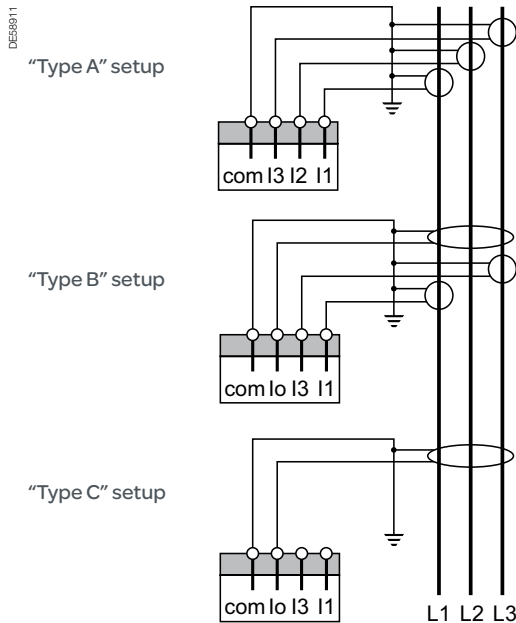 DE58911
“Type A” setup
com I3 I2 I1
“Type B” setup
com Io I3 I1
“Type C” setup
com Io I3 I1
L1 L2 L3